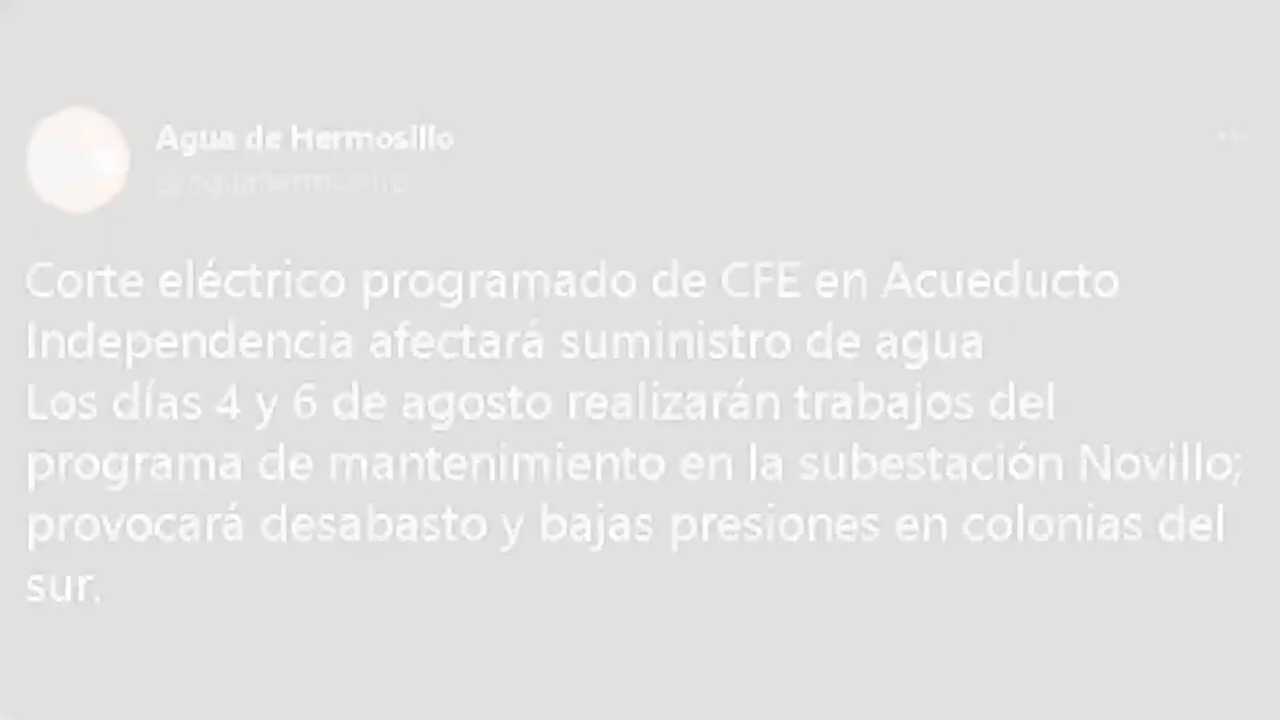 Agua de Hermosillo
Corte eléctrico programado de CFE en Acueducto
Independencia afectará suministro de agua
Los días 4 y 6 de agosto realizarán trabajos del
programa de mantenimiento en la subestación Novillo;
provocará desabasto y bajas presiones en colonias del
sur.